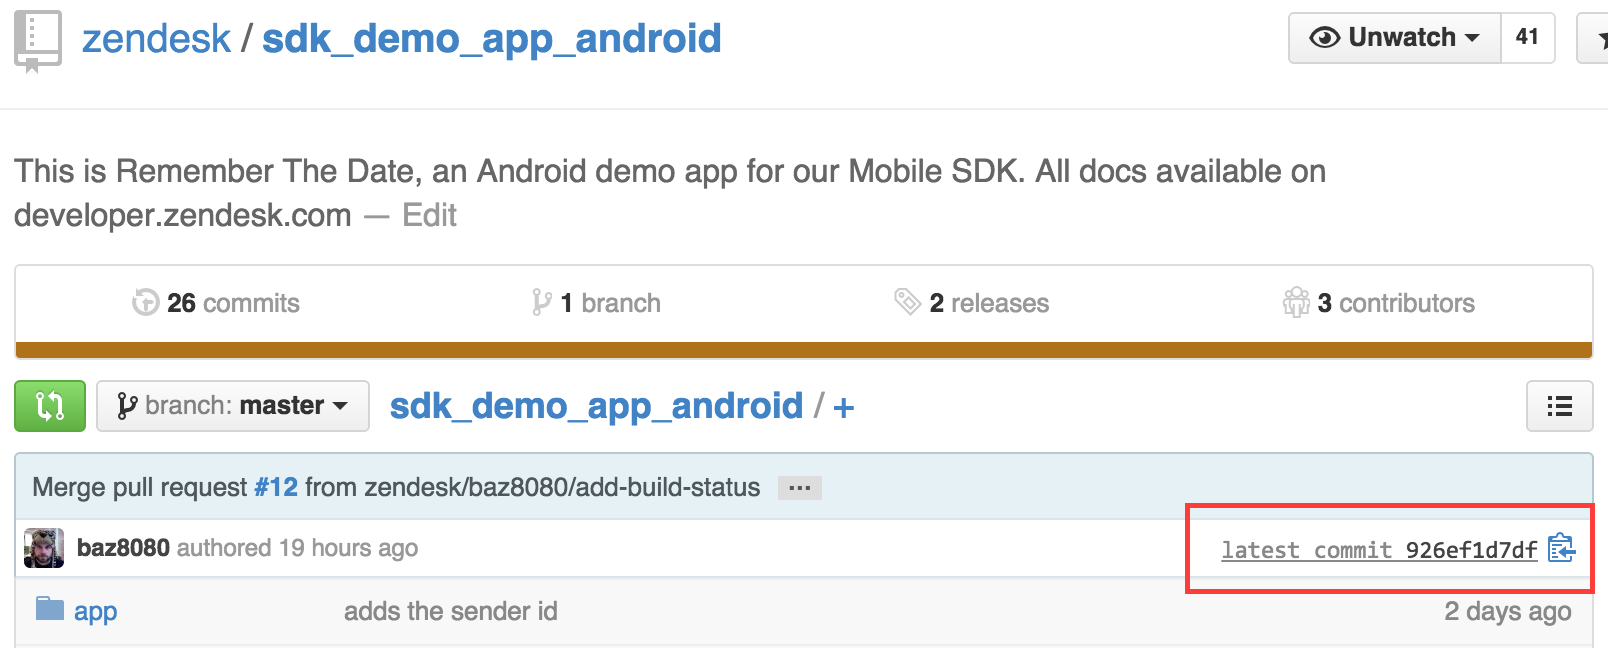 zendesk / sdk_demo_app_android
Unwatch 41
This is Remember The Date, an Android demo app for our Mobile SDK. All docs available on
developer.zendesk.com — Edit
26 commits 1 branch 2 releases 3 contributors
branch: master sdk_demo_app_android / +
Merge pull request #12 from zendesk/baz8080/add-build-status ...
baz8080 authored 19 hours ago latest commit 926ef1d7df
app adds the sender id 2 days ago